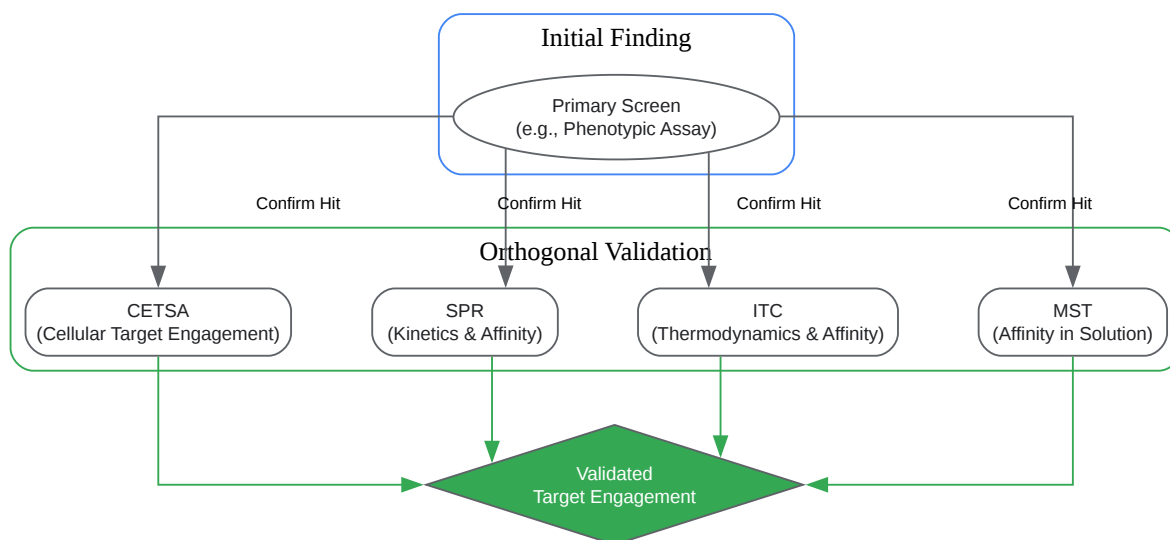 Initial Finding
Primary Screen
(e.g., Phenotypic Assay)
Confirm Hit
Confirm Hit
Confirm Hit
Confirm Hit
Orthogonal Validation
CETSA
(Cellular Target Engagement)
SPR
(Kinetics & Affinity)
ITC
(Thermodynamics & Affinity)
MST
(Affinity in Solution)
Validated
Target Engagement